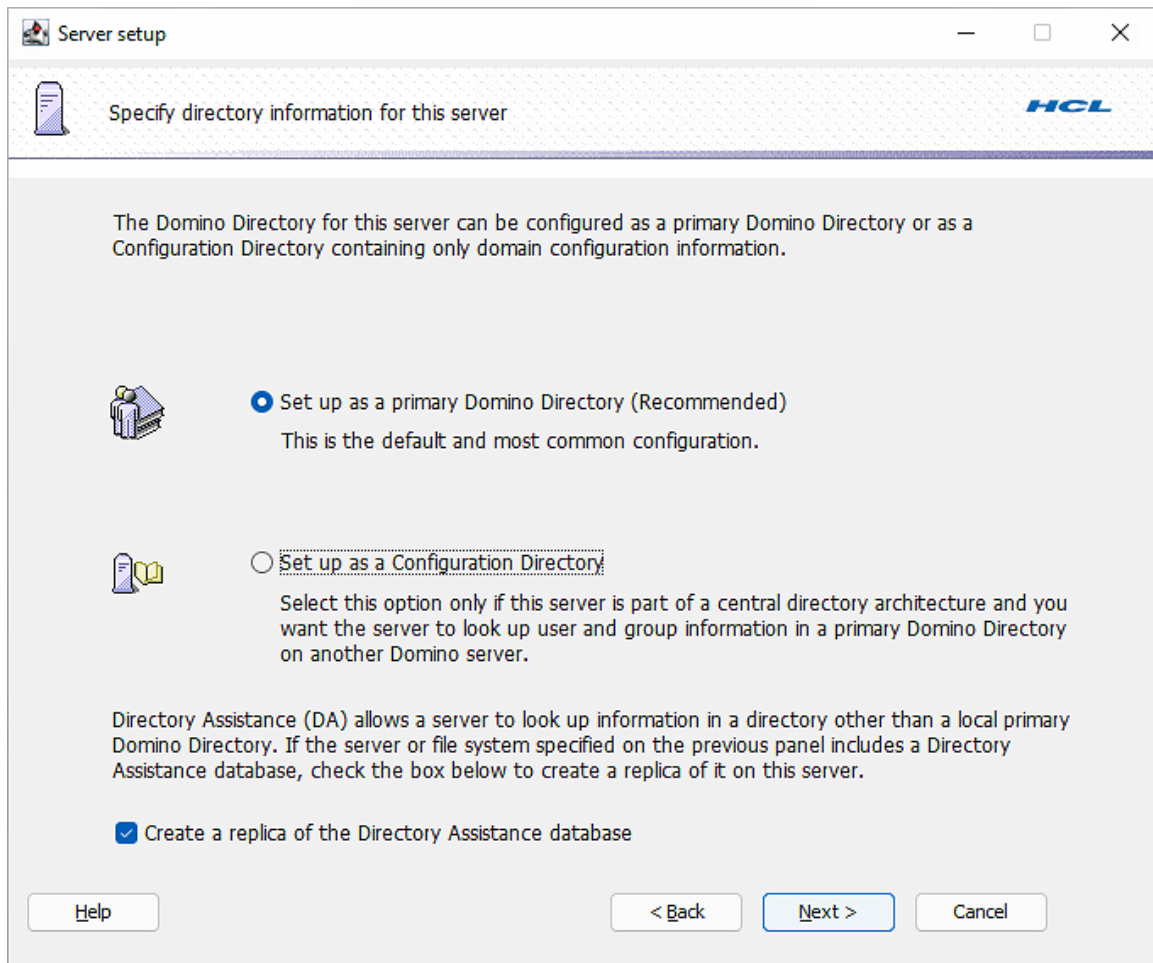 Server setup
Specify directory information for this server
HCL
The Domino Directory for this server can be configured as a primary Domino Directory or as a
Configuration Directory containing only domain configuration information.
Set up as a primary Domino Directory (Recommended)
This is the default and most common configuration.
Set up as a Configuration Directory
Select this option only if this server is part of a central directory architecture and you
want the server to look up user and group information in a primary Domino Directory
on another Domino server.
Directory Assistance (DA) allows a server to look up information in a directory other than a local primary
Domino Directory. If the server or file system specified on the previous panel includes a Directory
Assistance database, check the box below to create a replica of it on this server.
Create a replica of the Directory Assistance database
Help
< Back
Next >
Cancel